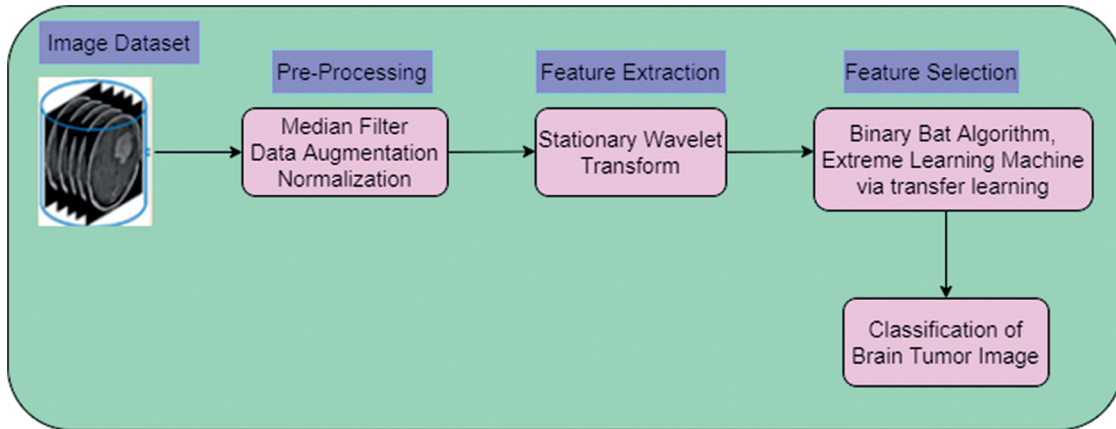 Image Dataset
Pre-Processing
Median Filter
Data Augmentation
Normalization
Feature Extraction
Stationary Wavelet
Transform
Feature Selection
Binary Bat Algorithm,
Extreme Learning Machine
via transfer learning
Classification of
Brain Tumor Image